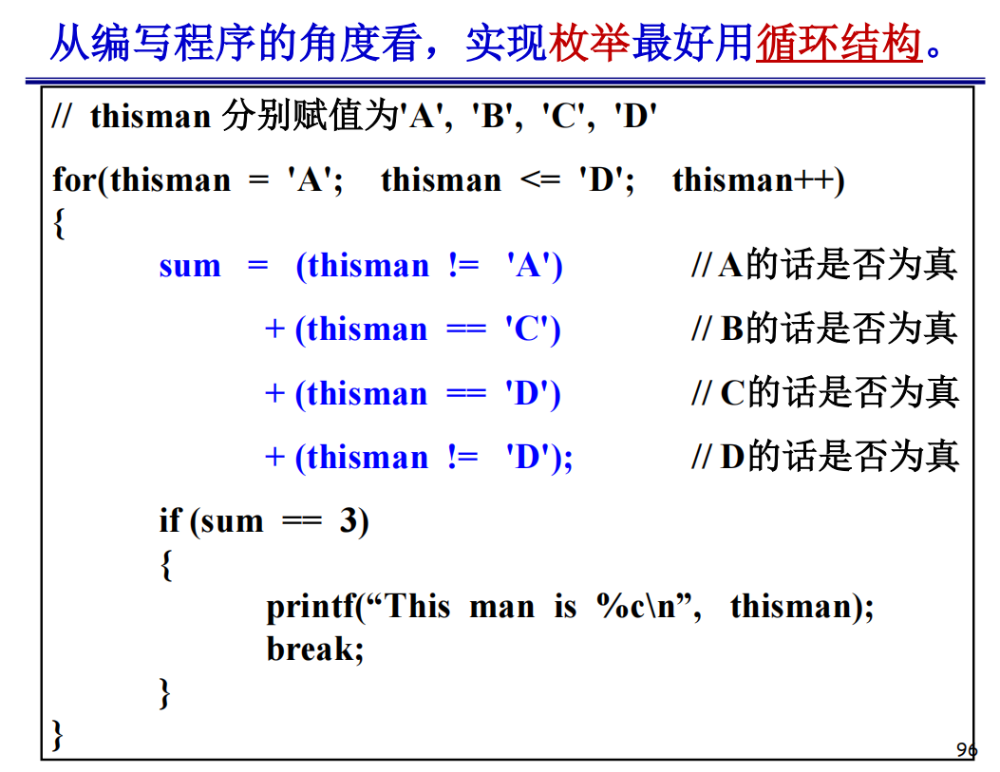 从编写程序的角度看，实现枚举最好用循环结构。
// thisman 分别赋值为'A', 'B', 'C', 'D'
for(thisman = 'A'; thisman <= 'D'; thisman++)
{
sum = (thisman != 'A') // A的话是否为真
+ (thisman == 'C') // B的话是否为真
+ (thisman == 'D') // C的话是否为真
+ (thisman != 'D'); // D的话是否为真
if (sum == 3)
{
printf(“This man is %c\n”, thisman);
break;
}
}
96